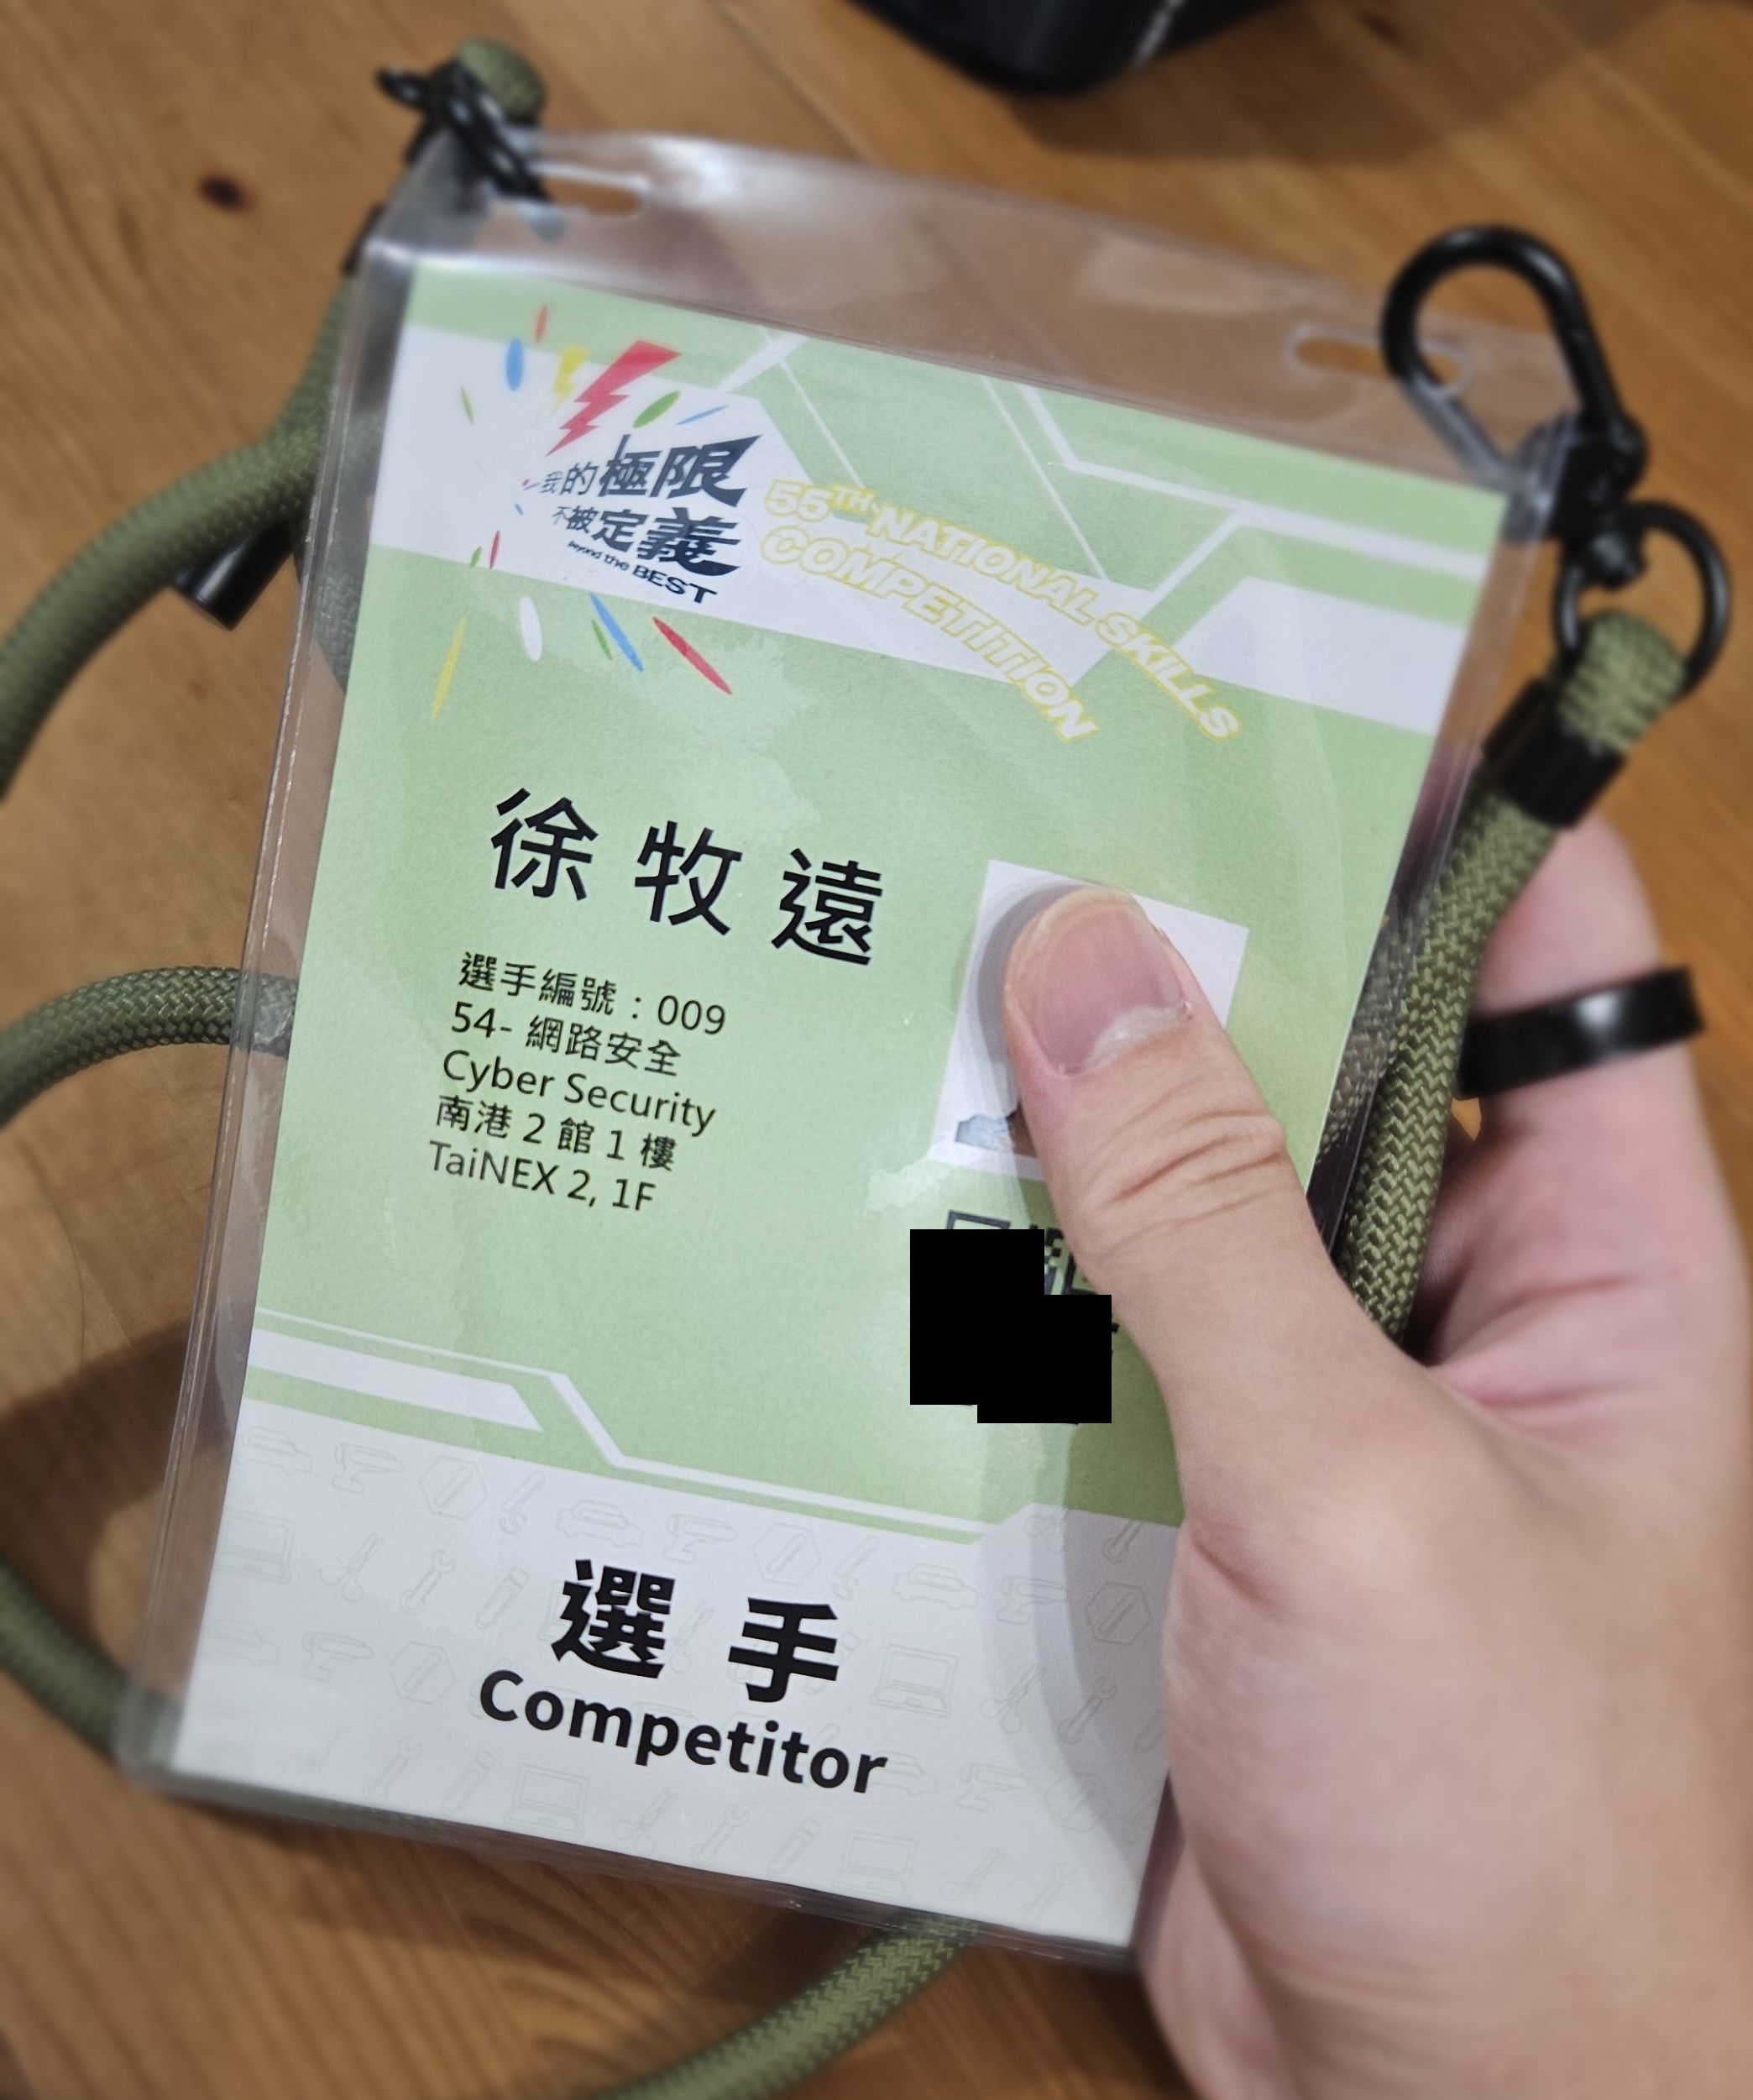 我的極限
不被定義
Beyond the BEST
55TH NATIONAL SKILLS
COMPETITION
徐牧遠
選手編號：009
54- 網路安全
Cyber Security
南港 2 館 1 樓
TaiNEX 2, 1F
選手
Competitor